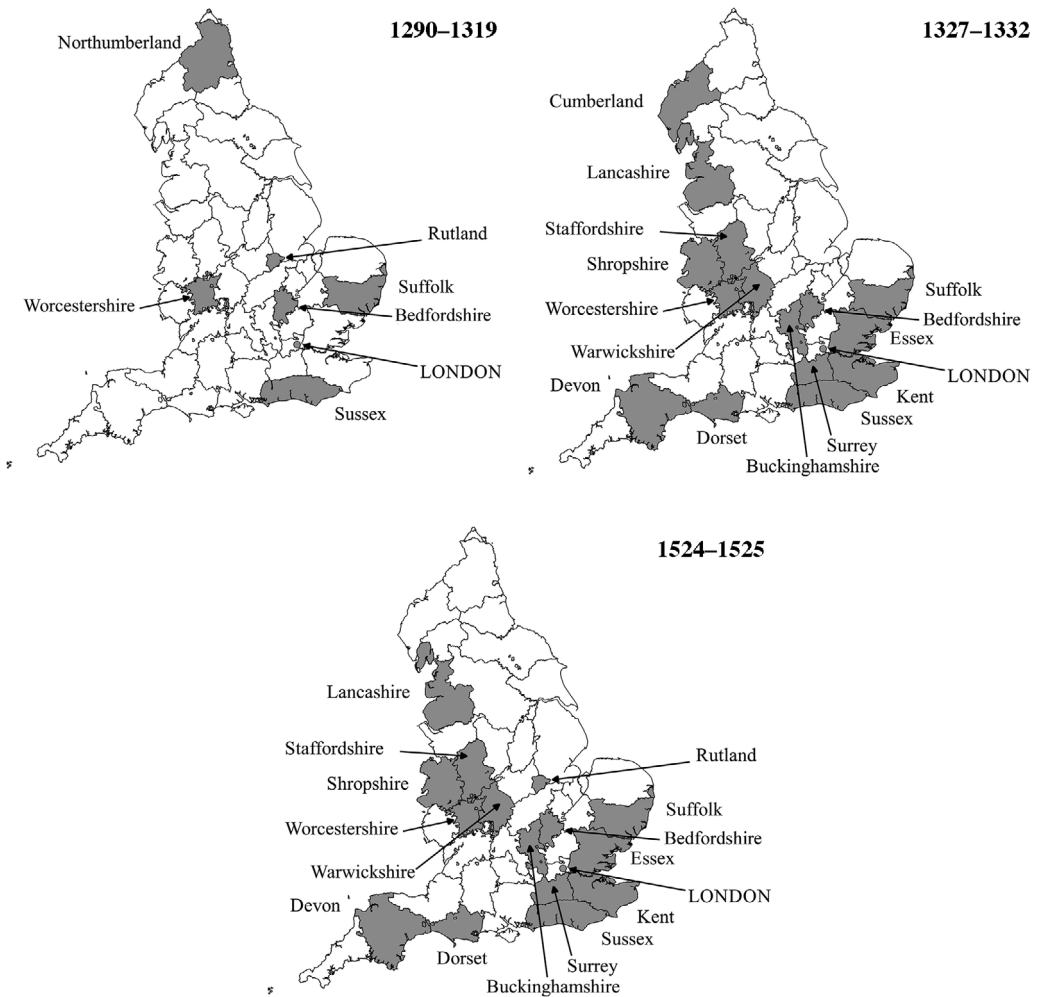 1290–1319
Northumberland
Rutland
Suffolk
Worcestershire
Bedfordshire
LONDON
Sussex
1327–1332
Cumberland
Lancashire
Staffordshire
Shropshire
Suffolk
Worcestershire
Bedfordshire
Essex
Warwickshire
LONDON
Devon
Kent
Sussex
Dorset
Surrey
Buckinghamshire
1524–1525
Lancashire
Staffordshire
Rutland
Shropshire
Suffolk
Worcestershire
Bedfordshire
Essex
Warwickshire
LONDON
Devon
Kent
Sussex
Dorset
Surrey
Buckinghamshire